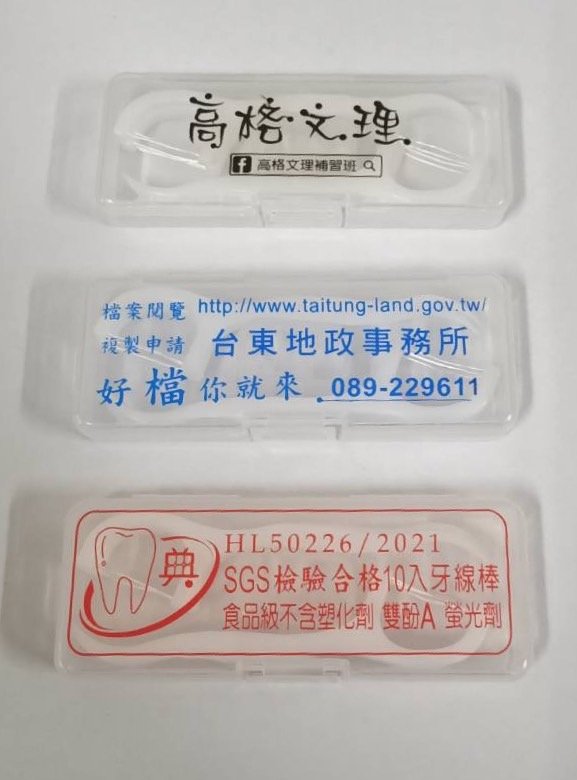 高格文理
高格文理補習班
檔案閱覽 http://www.taitung-land.gov.tw/
複製申請 台東地政事務所
好檔你就來 089-229611
典 HL50226/2021
SGS檢驗合格10入牙線棒
食品級不含塑化劑 雙酚A 螢光劑